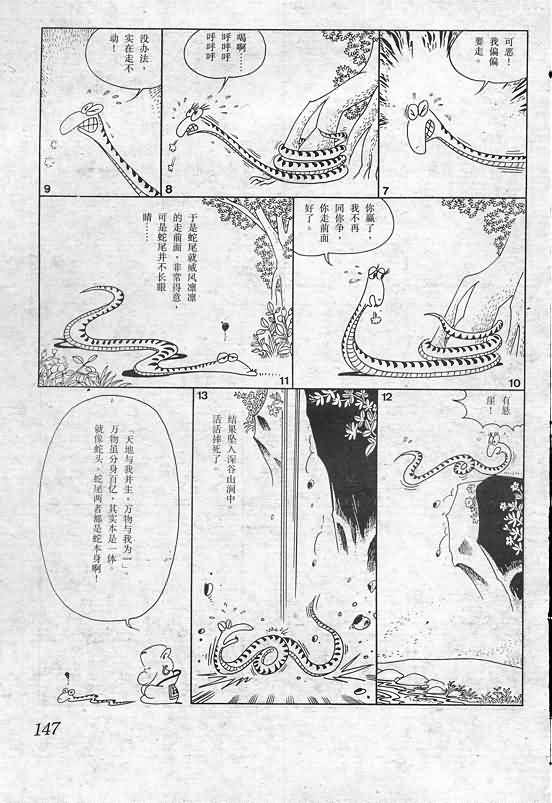 可恶！
我偏偏
要走。
7
喝啊……
呼呼呼
呼呼呼
8
没办法，
实在走不
动！
9
你赢了，
我不再
同你争，
你走前面
好了。
10
于是蛇尾就威风凛凛
的走前面，非常得意，
可是蛇尾并不长眼
睛……
11
有悬
崖！
12
结果坠入深谷山涧中。
活活摔死了。
13
「天地与我并生，万物与我为一」、
万物虽分身百亿，其实本是一体。
就像蛇头、蛇尾两者都是蛇本身啊！
147